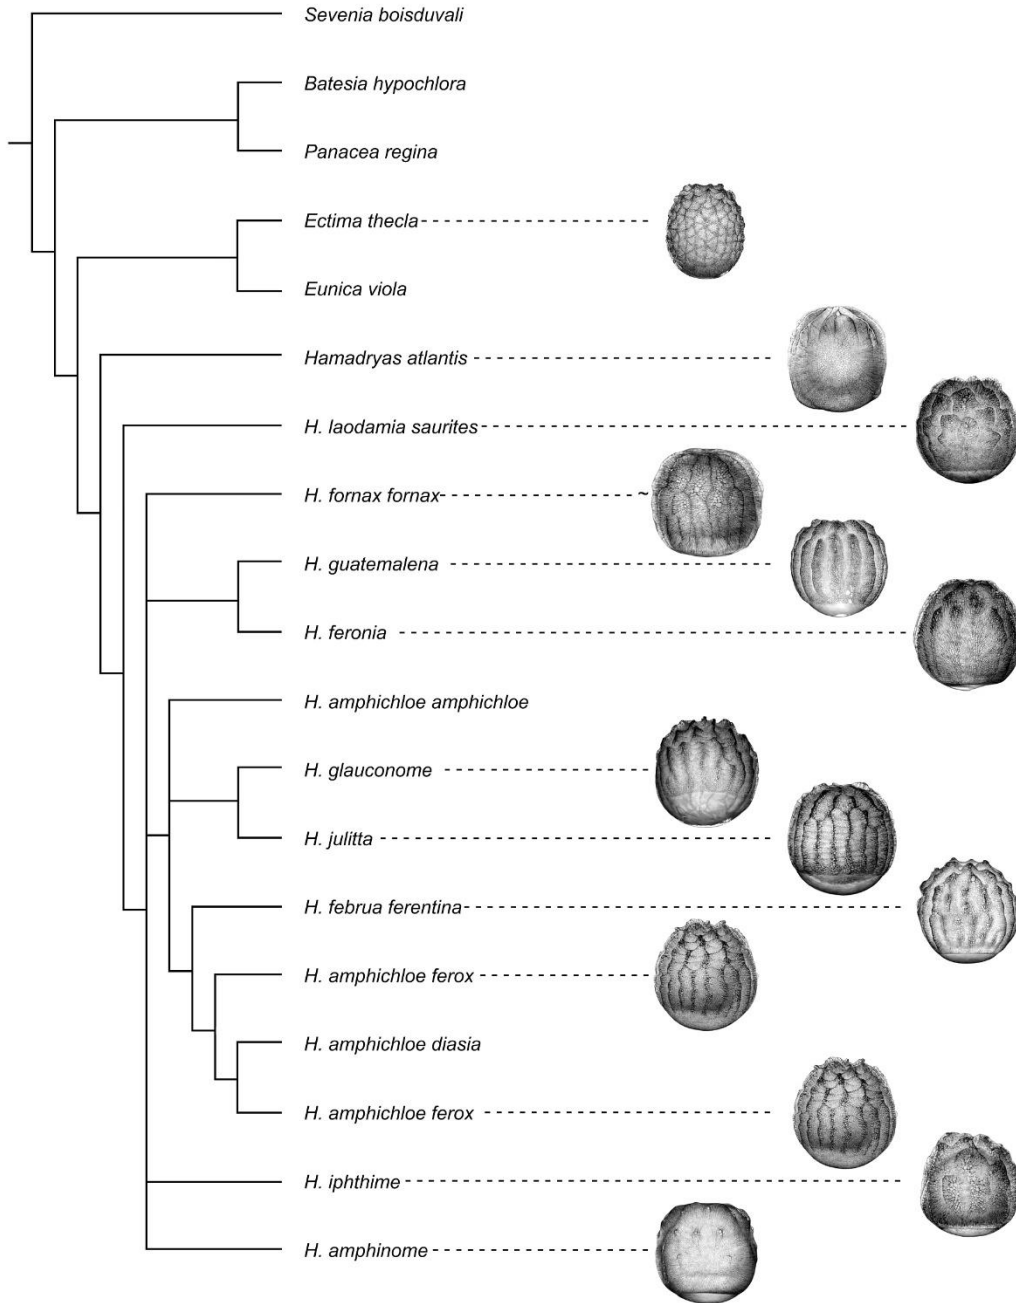 Sevenia boisduvali
Batesia hypochlora
Panacea regina
Ectima thecla
Eunica viola
Hamadryas atlantis
H. laodamia saurites
H. fornax fornax ~
H. guatemalena
H. feronia
H. amphichloe amphichloe
H. glauconome
H. julitta
H. februa ferentina
H. amphichloe ferox
H. amphichloe diasia
H. amphichloe ferox
H. iphthime
H. amphinome